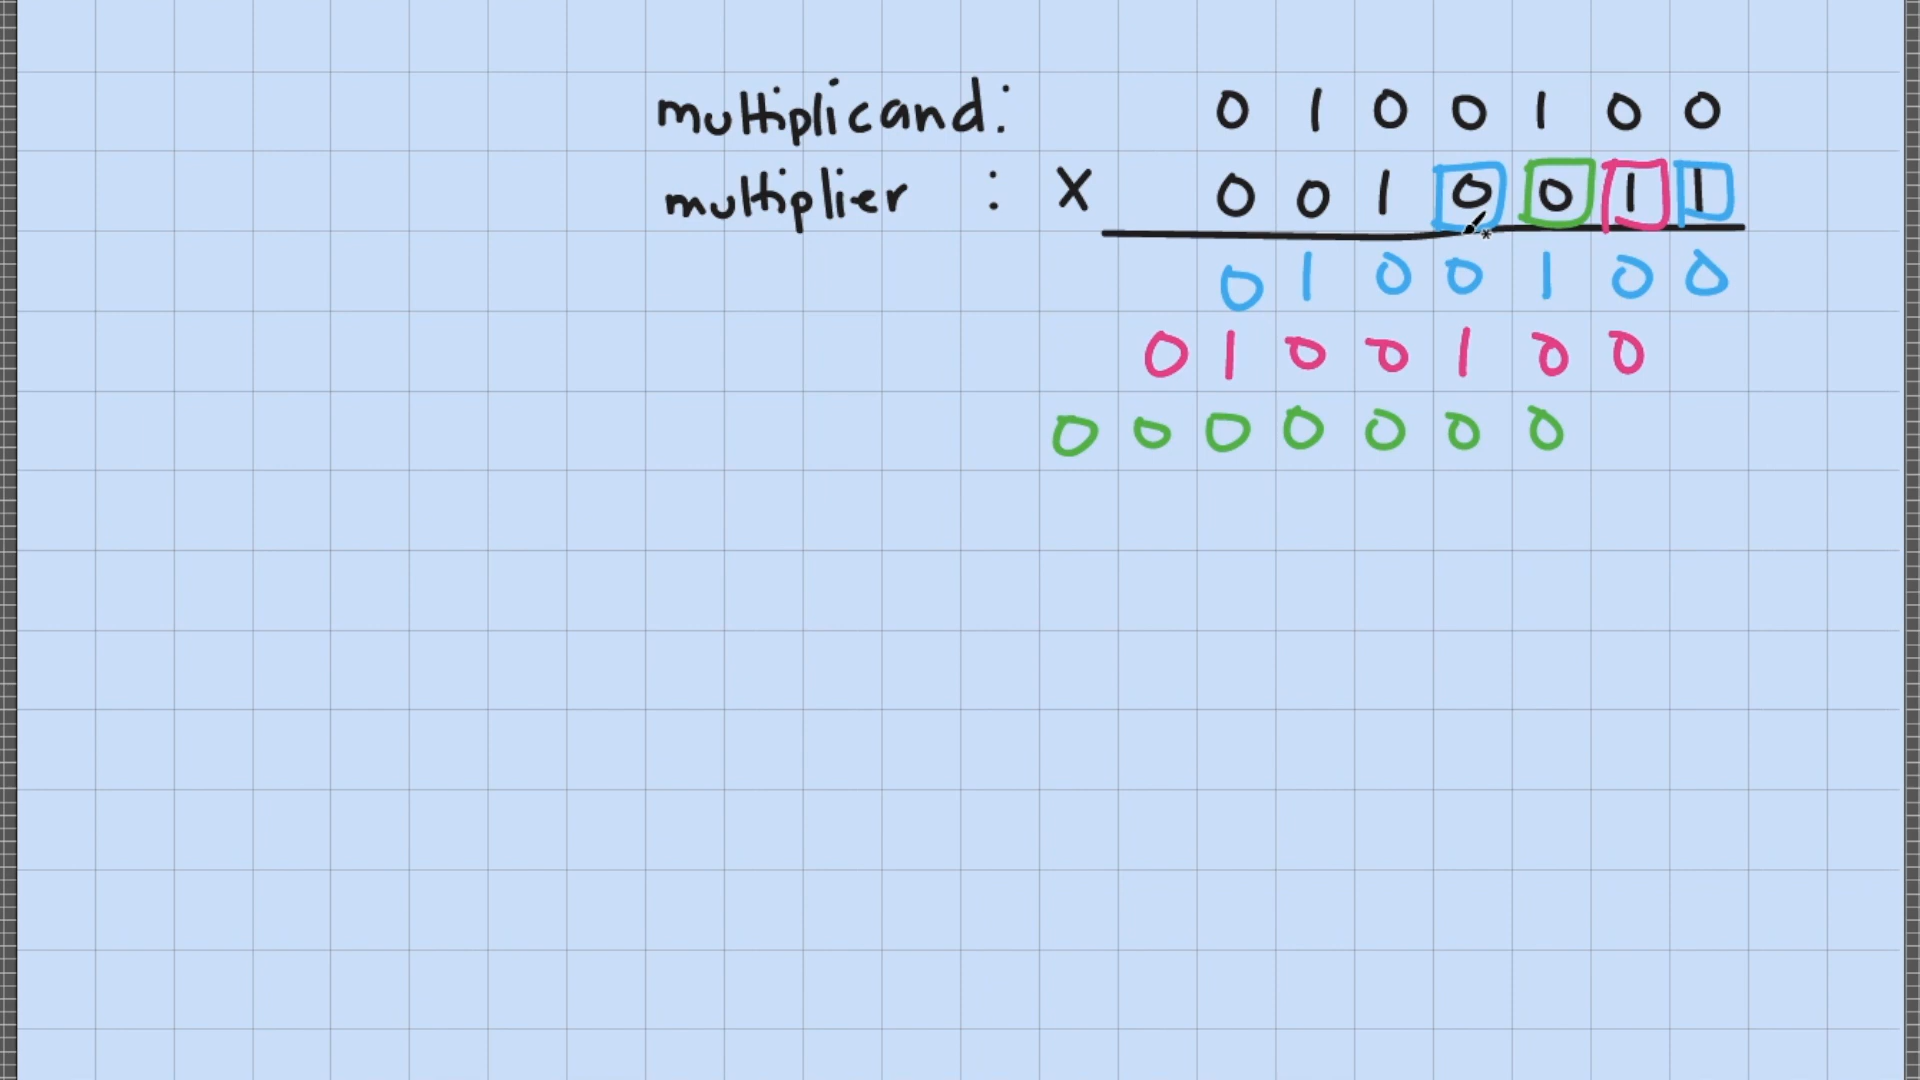 multiplicand: 0 1 0 0 1 0 0
multiplier : X 0 0 1 0 0 1 1
0 1 0 0 1 0 0
0 1 0 0 1 0 0
0 0 0 0 0 0 0